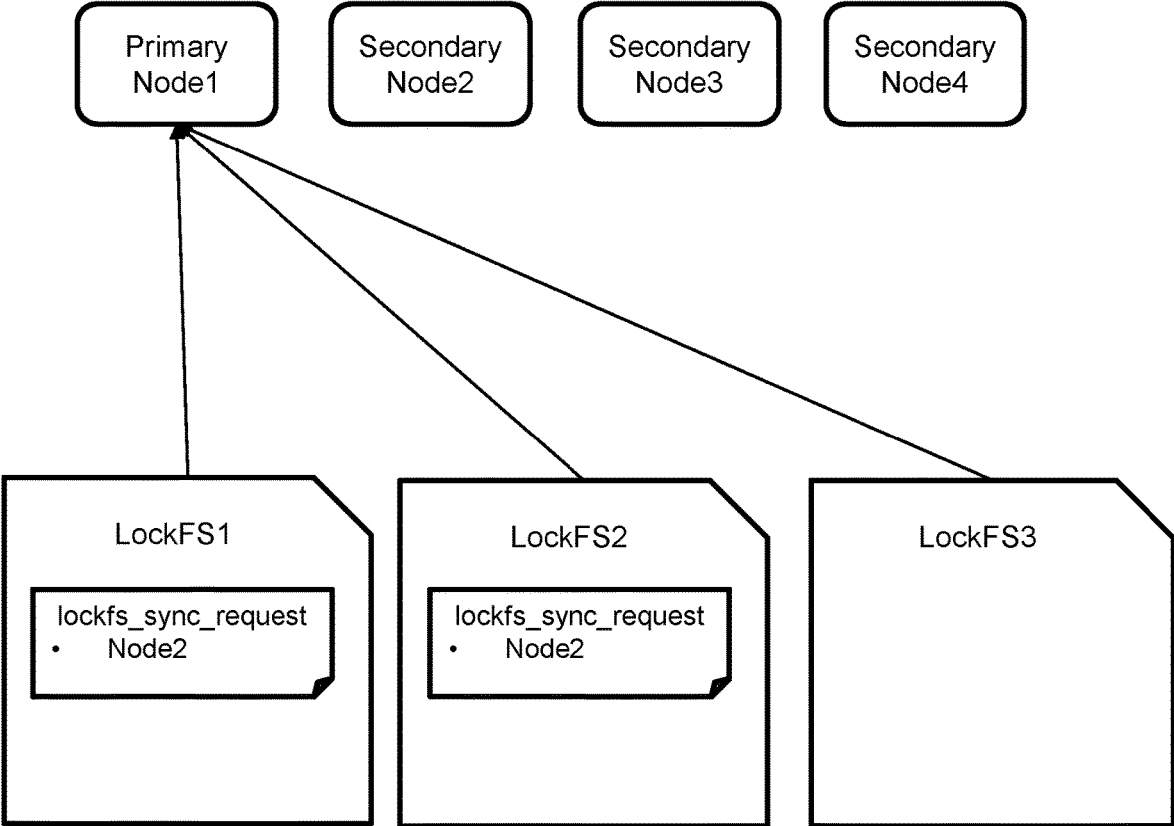 Primary
Node1
Secondary
Node2
Secondary
Node3
Secondary
Node4
LockFS1
lockfs_sync_request
• Node2
LockFS2
lockfs_sync_request
• Node2
LockFS3